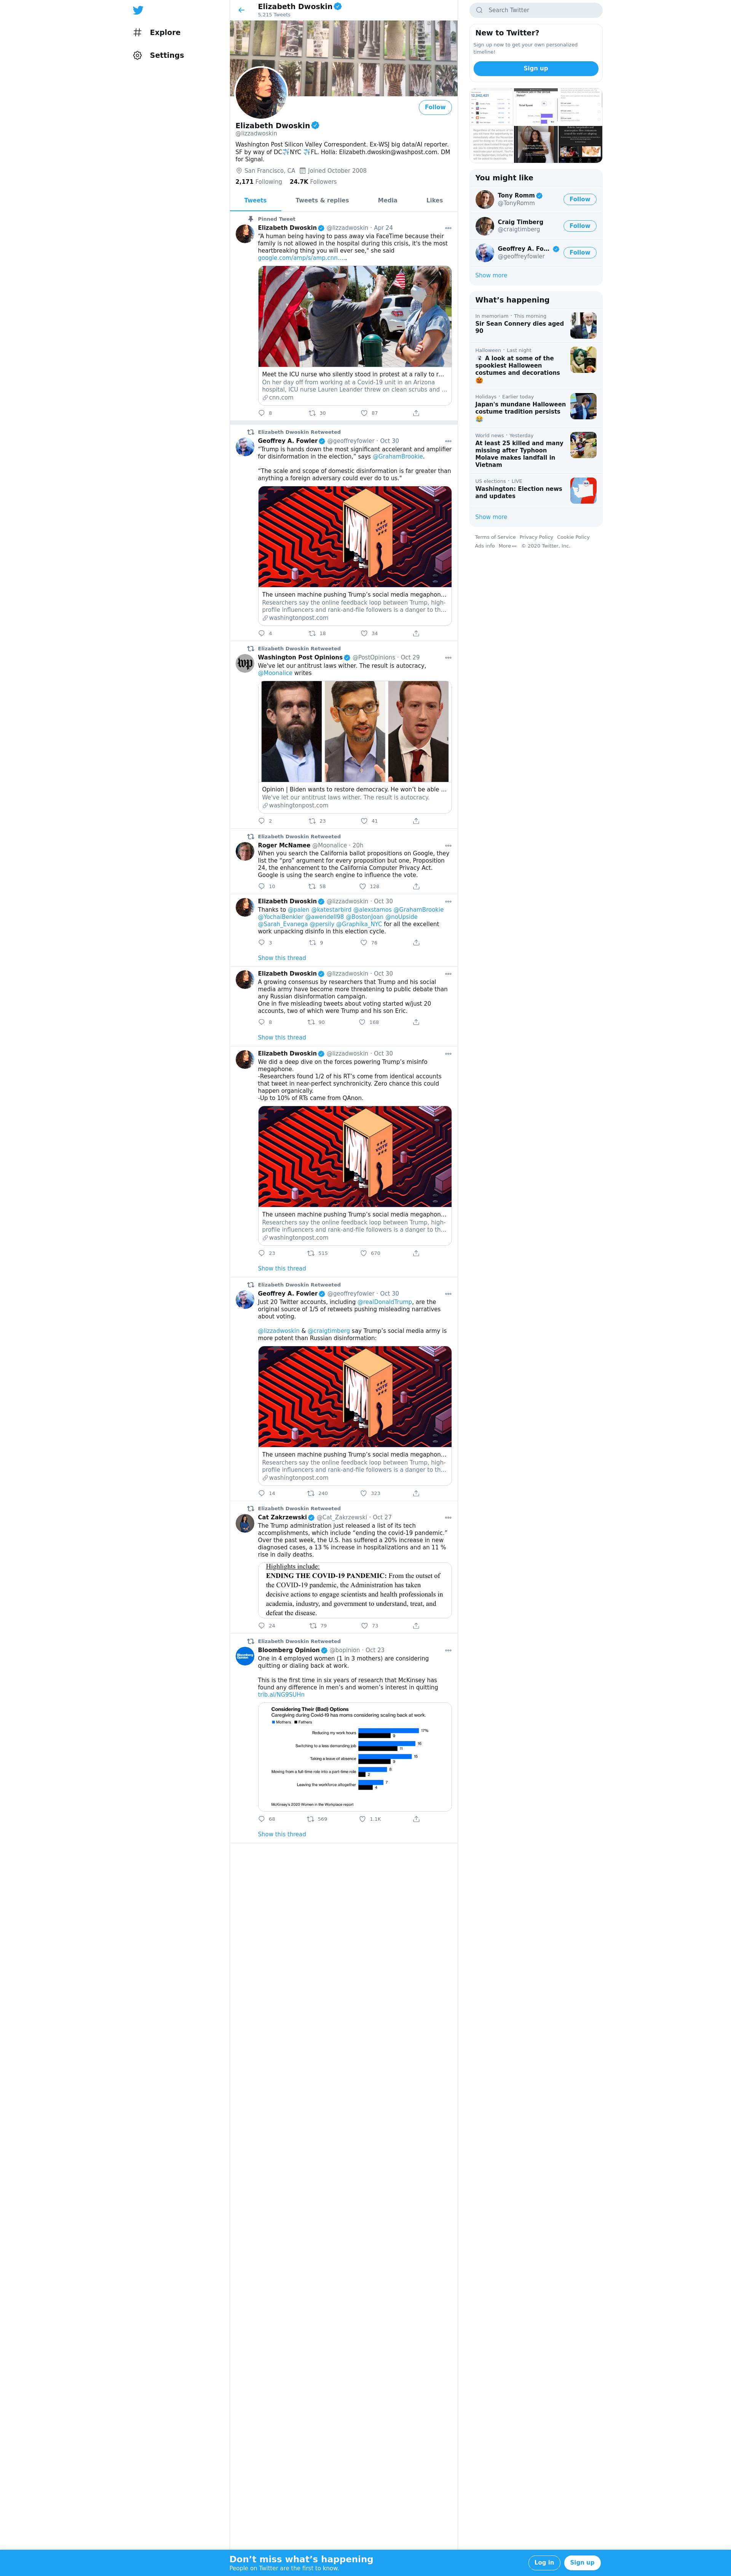 Explore
Settings
Elizabeth Dwoskin
5,215 Tweets
Follow
Elizabeth Dwoskin
@lizzadwoskin
Washington Post Silicon Valley Correspondent. Ex-WSJ big data/AI reporter.
SF by way of DC✈️NYC ✈️FL. Holla: Elizabeth.dwoskin@washpost.com. DM
for Signal.
San Francisco, CA Joined October 2008
2,171 Following 24.7K Followers
Tweets Tweets & replies Media Likes
Pinned Tweet
Elizabeth Dwoskin @lizzadwoskin · Apr 24
“A human being having to pass away via FaceTime because their
family is not allowed in the hospital during this crisis, it's the most
heartbreaking thing you will ever see,” she said
google.com/amp/s/amp.cnn.…
Meet the ICU nurse who silently stood in protest at a rally to r…
On her day off from working at a Covid-19 unit in an Arizona
hospital, ICU nurse Lauren Leander threw on clean scrubs and …
cnn.com
8 30 87
Elizabeth Dwoskin Retweeted
Geoffrey A. Fowler @geoffreyfowler · Oct 30
"Trump is hands down the most significant accelerant and amplifier
for disinformation in the election,” says @GrahamBrookie.
"The scale and scope of domestic disinformation is far greater than
anything a foreign adversary could ever do to us."
VOTE
The unseen machine pushing Trump’s social media megaphon…
Researchers say the online feedback loop between Trump, high-
profile influencers and rank-and-file followers is a danger to th…
washingtonpost.com
4 18 34
Elizabeth Dwoskin Retweeted
wp
Washington Post Opinions @PostOpinions · Oct 29
We've let our antitrust laws wither. The result is autocracy,
@Moonalice writes
Opinion | Biden wants to restore democracy. He won’t be able …
We’ve let our antitrust laws wither. The result is autocracy.
washingtonpost.com
2 23 41
Elizabeth Dwoskin Retweeted
Roger McNamee @Moonalice · 20h
When you search the California ballot propositions on Google, they
list the “pro” argument for every proposition but one, Proposition
24, the enhancement to the California Computer Privacy Act.
Google is using the search engine to influence the vote.
10 58 128
Elizabeth Dwoskin @lizzadwoskin · Oct 30
Thanks to @palen @katestarbird @alexstamos @GrahamBrookie
@YochaiBenkler @awendell98 @BostonJoan @noUpside
@Sarah_Evanega @persily @Graphika_NYC for all the excellent
work unpacking disinfo in this election cycle.
3 9 76
Show this thread
Elizabeth Dwoskin @lizzadwoskin · Oct 30
A growing consensus by researchers that Trump and his social
media army have become more threatening to public debate than
any Russian disinformation campaign.
One in five misleading tweets about voting started w/just 20
accounts, two of which were Trump and his son Eric.
8 90 168
Show this thread
Elizabeth Dwoskin @lizzadwoskin · Oct 30
We did a deep dive on the forces powering Trump’s misinfo
megaphone.
-Researchers found 1/2 of his RT’s come from identical accounts
that tweet in near-perfect synchronicity. Zero chance this could
happen organically.
-Up to 10% of RTs came from QAnon.
VOTE
The unseen machine pushing Trump’s social media megaphon…
Researchers say the online feedback loop between Trump, high-
profile influencers and rank-and-file followers is a danger to th…
washingtonpost.com
23 515 670
Show this thread
Elizabeth Dwoskin Retweeted
Geoffrey A. Fowler @geoffreyfowler · Oct 30
Just 20 Twitter accounts, including @realDonaldTrump, are the
original source of 1/5 of retweets pushing misleading narratives
about voting.
@lizzadwoskin & @craigtimberg say Trump’s social media army is
more potent than Russian disinformation:
VOTE
The unseen machine pushing Trump’s social media megaphon…
Researchers say the online feedback loop between Trump, high-
profile influencers and rank-and-file followers is a danger to th…
washingtonpost.com
14 240 323
Elizabeth Dwoskin Retweeted
Cat Zakrzewski @Cat_Zakrzewski · Oct 27
The Trump administration just released a list of its tech
accomplishments, which include “ending the covid-19 pandemic.”
Over the past week, the U.S. has suffered a 20% increase in new
diagnosed cases, a 13 % increase in hospitalizations and an 11 %
rise in daily deaths.
Highlights include:
ENDING THE COVID-19 PANDEMIC: From the outset of
the COVID-19 pandemic, the Administration has taken
decisive actions to engage scientists and health professionals in
academia, industry, and government to understand, treat, and
defeat the disease.
24 79 73
Elizabeth Dwoskin Retweeted
Bloomberg Opinion
Bloomberg Opinion @bopinion · Oct 23
One in 4 employed women (1 in 3 mothers) are considering
quitting or dialing back at work.
This is the first time in six years of research that McKinsey has
found any difference in men’s and women’s interest in quitting
trib.al/NG95UHn
Considering Their (Bad) Options
Caregiving during Covid-19 has moms considering scaling back at work.
Mothers Fathers
Reducing my work hours 17% 9
Switching to a less demanding job 16 11
Taking a leave of absence 15 9
Moving from a full-time role into a part-time role 8 2
Leaving the workforce altogether 7 4
McKinsey's 2020 Women in the Workplace report
68 569 1.1K
Show this thread
Search Twitter
New to Twitter?
Sign up now to get your own personalized
timeline!
Sign up
You might like
Tony Romm
@TonyRomm
Follow
Craig Timberg
@craigtimberg
Follow
Geoffrey A. Fo…
@geoffreyfowler
Follow
Show more
What’s happening
In memoriam · This morning
Sir Sean Connery dies aged
90
Halloween · Last night
A look at some of the
spookiest Halloween
costumes and decorations
🎃
Holidays · Earlier today
Japan's mundane Halloween
costume tradition persists
😂
World news · Yesterday
At least 25 killed and many
missing after Typhoon
Molave makes landfall in
Vietnam
US elections · LIVE
Washington: Election news
and updates
Show more
Terms of Service Privacy Policy Cookie Policy
Ads info More © 2020 Twitter, Inc.
Don’t miss what’s happening
People on Twitter are the first to know.
Log in Sign up